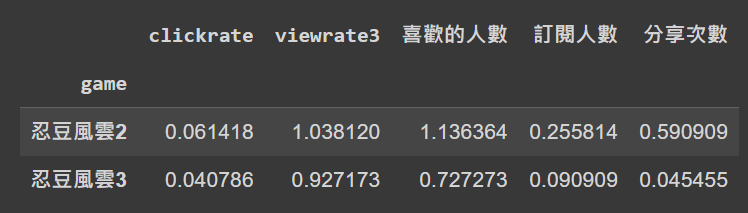 clickrate viewrate3 喜歡的人數 訂閱人數 分享次數
game
忍豆風雲2 0.061418 1.038120 1.136364 0.255814 0.590909
忍豆風雲3 0.040786 0.927173 0.727273 0.090909 0.045455